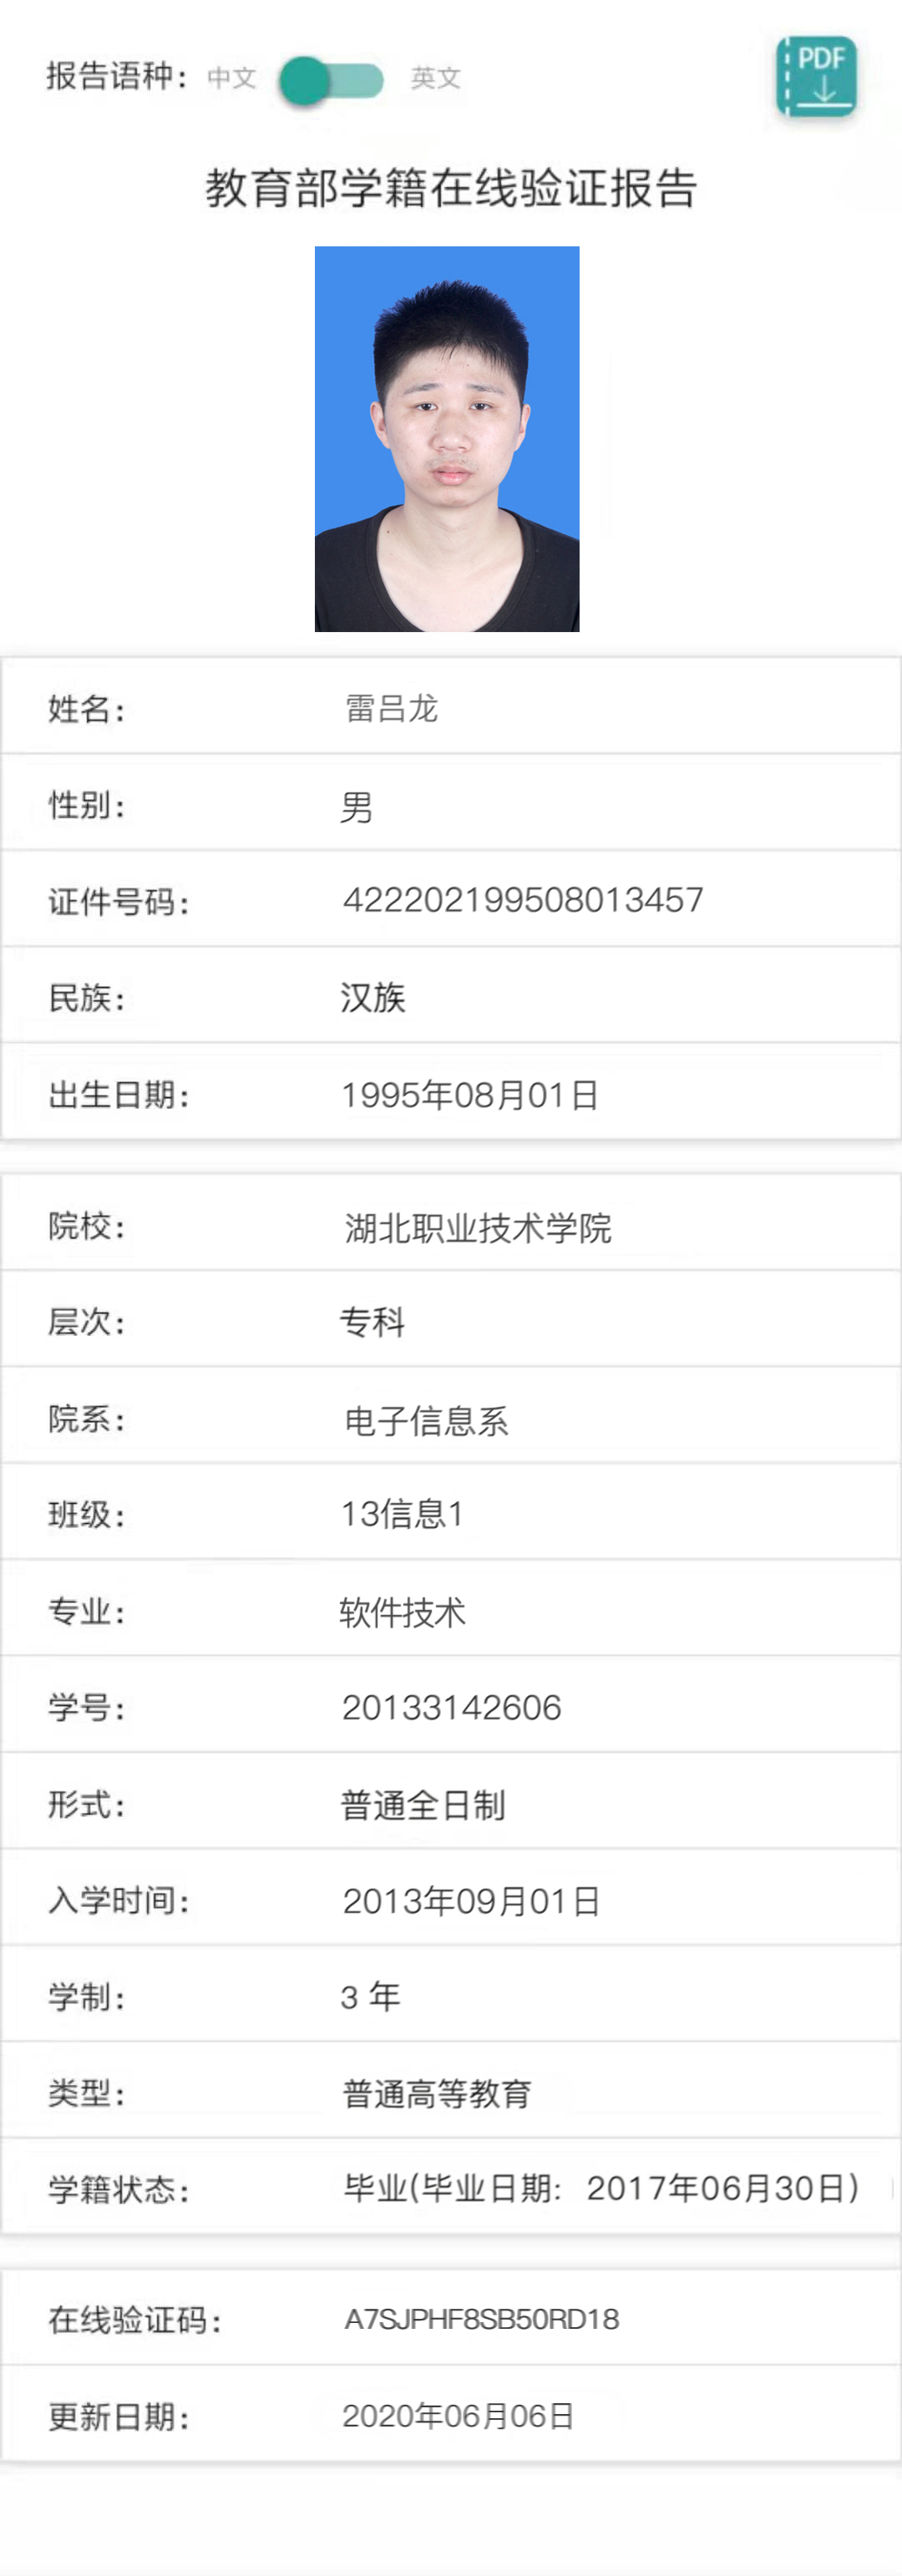 报告语种： 中文 英文
PDF
教育部学籍在线验证报告
姓名： 雷吕龙
性别： 男
证件号码： 422202199508013457
民族： 汉族
出生日期： 1995年08月01日
院校： 湖北职业技术学院
层次： 专科
院系： 电子信息系
班级： 13信息1
专业： 软件技术
学号： 20133142606
形式： 普通全日制
入学时间： 2013年09月01日
学制： 3 年
类型： 普通高等教育
学籍状态： 毕业(毕业日期: 2017年06月30日)
在线验证码： A7SJPHF8SB50RD18
更新日期： 2020年06月06日